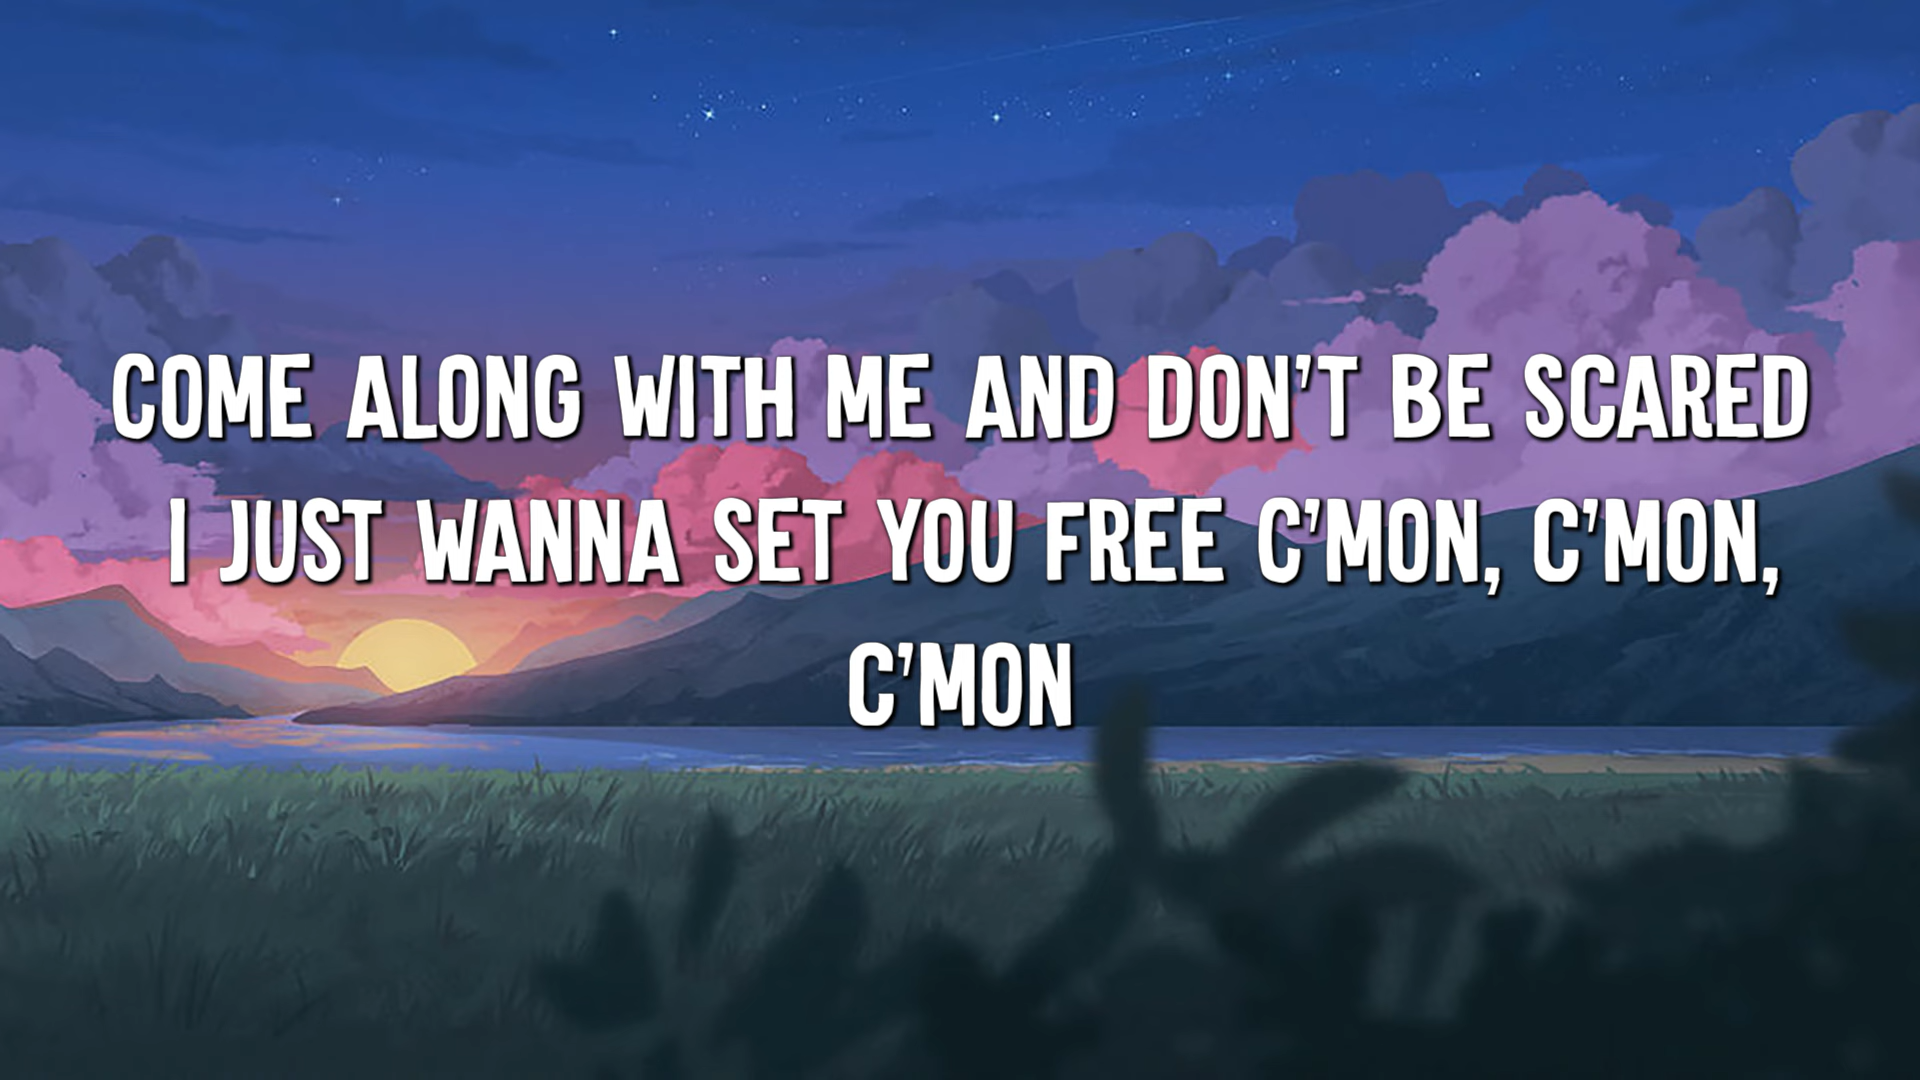 COME ALONG WITH ME AND DON'T BE SCARED
I JUST WANNA SET YOU FREE C'MON, C'MON,
C'MON